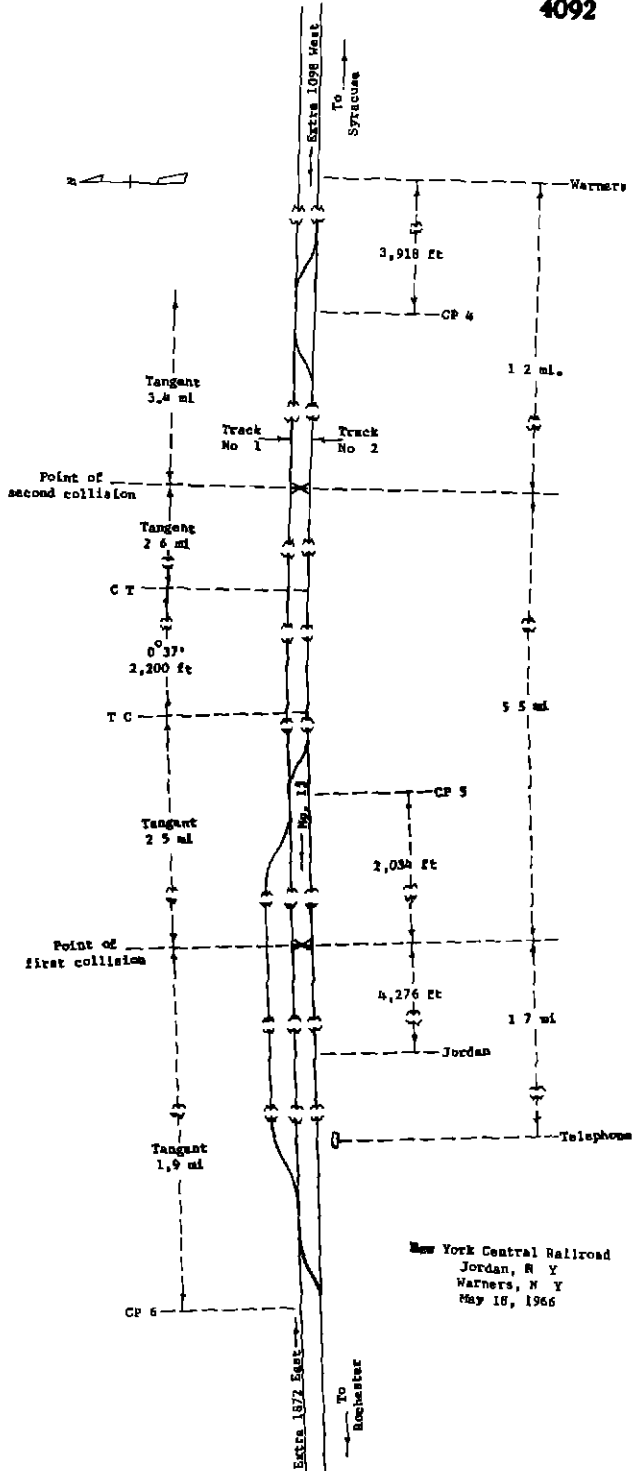 4092
Extra 1098 West
To
Syracuse
N
Warners
3,918 ft
CP 4
1 2 mi.
Tangent
3.4 mi
Track
No 1
Track
No 2
Point of
second collision
Tangent
2 6 mi
C T
0°37'
2,200 ft
5 5 mi
T C
CP 5
No. 15
Tangent
2 5 mi
2,034 ft
Point of
first collision
4,276 ft
1 7 mi
Jordan
Telephone
Tangent
1,9 mi
New York Central Railroad
Jordan, N Y
Warners, N Y
May 18, 1966
CP 6
Extra 1872 East
To
Rochester